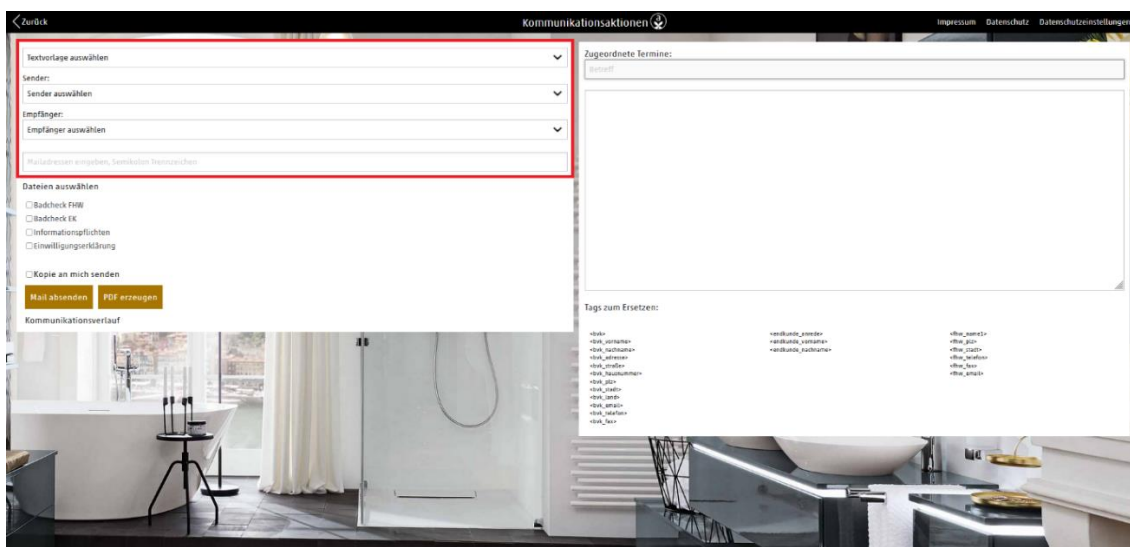 Zurück
Kommunikationsaktionen
Impressum Datenschutz Datenschutzeinstellungen
Textvorlage auswählen
Sender:
Sender auswählen
Empfänger:
Empfänger auswählen
Mailadressen eingeben, Semikolon Trennzeichen
Dateien auswählen
Badcheck FHW
Badcheck EK
Informationspflichten
Einwilligungserklärung
Kopie an mich senden
Mail absenden PDF erzeugen
Kommunikationsverlauf
Zugeordnete Termine:
Betreff
Tags zum Ersetzen:
<bvk> <endkunde_anrede> <fhw_name1>
<bvk_vorname> <endkunde_vorname> <fhw_plz>
<bvk_nachname> <endkunde_nachname> <fhw_stadt>
<bvk_adresse> <fhw_telefon>
<bvk_straße> <fhw_fax>
<bvk_hausnummer> <fhw_email>
<bvk_plz>
<bvk_stadt>
<bvk_land>
<bvk_email>
<bvk_telefon>
<bvk_fax>